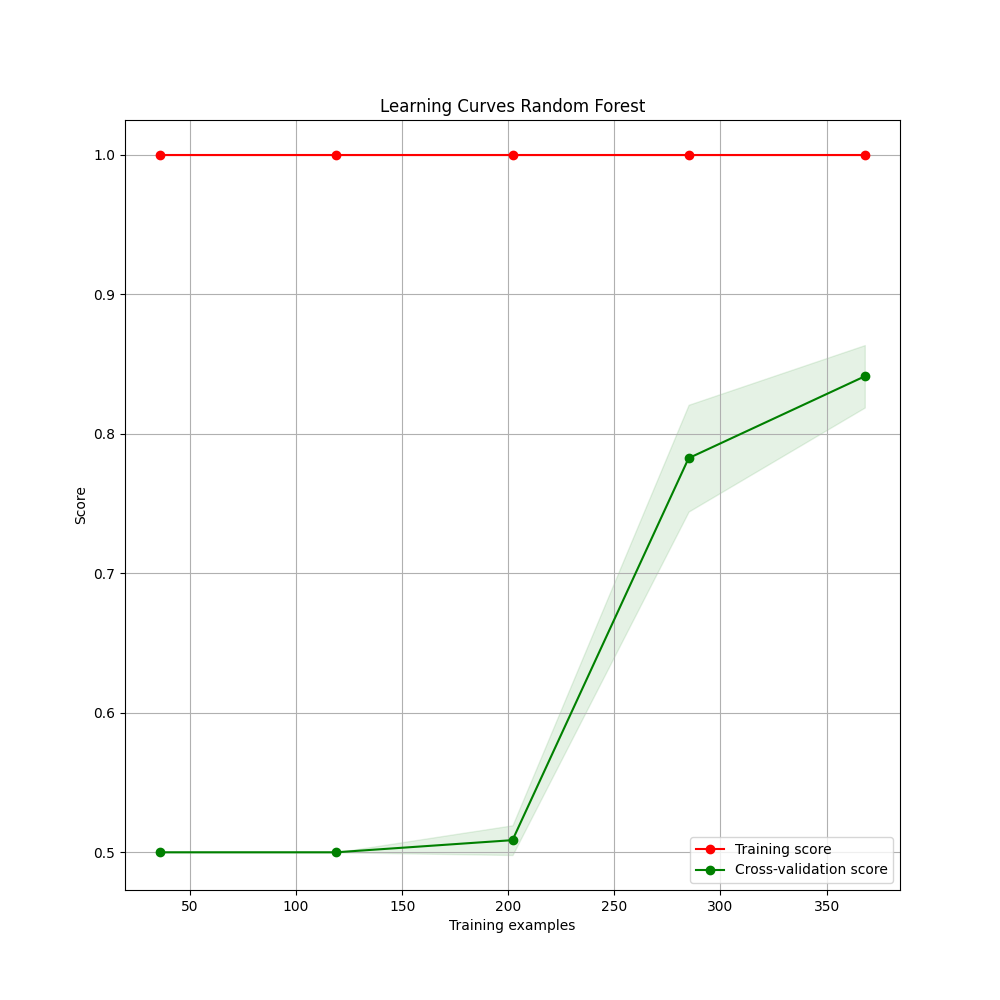 Learning Curves Random Forest
1.0
0.9
0.8
0.7
0.6
0.5
Score
50 100 150 200 250 300 350
Training examples
Training score
Cross-validation score